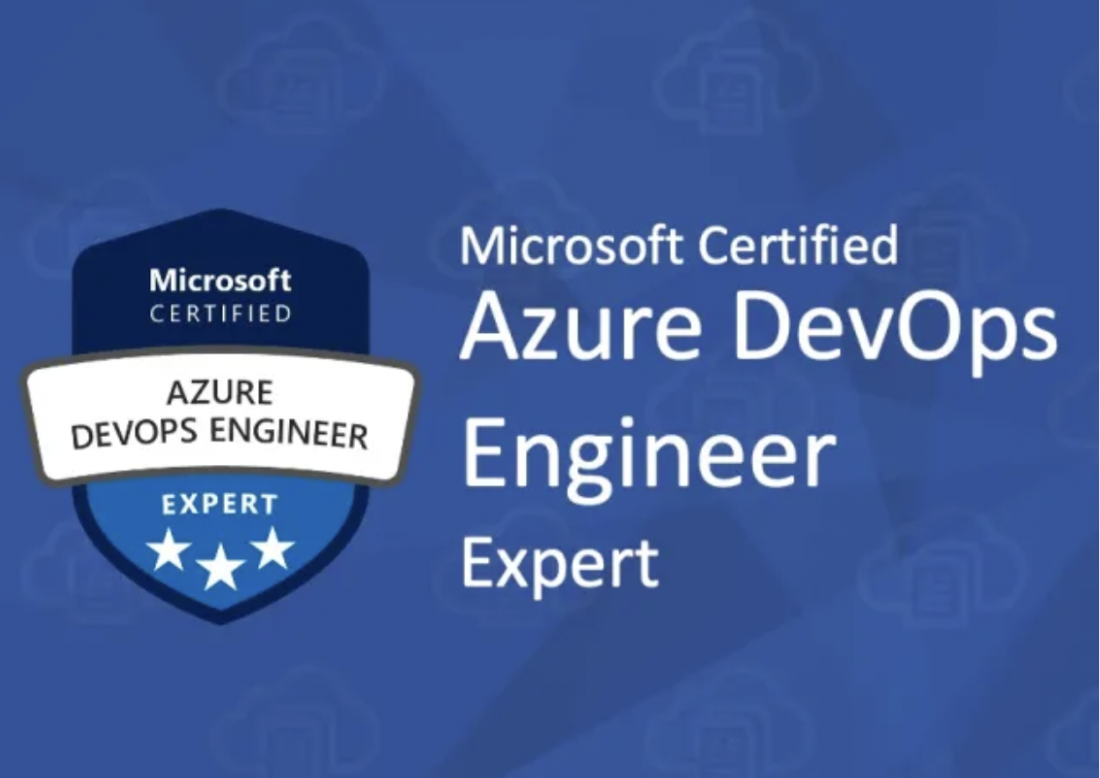 Microsoft
CERTIFIED
AZURE
DEVOPS ENGINEER
EXPERT
Microsoft Certified
Azure DevOps
Engineer
Expert